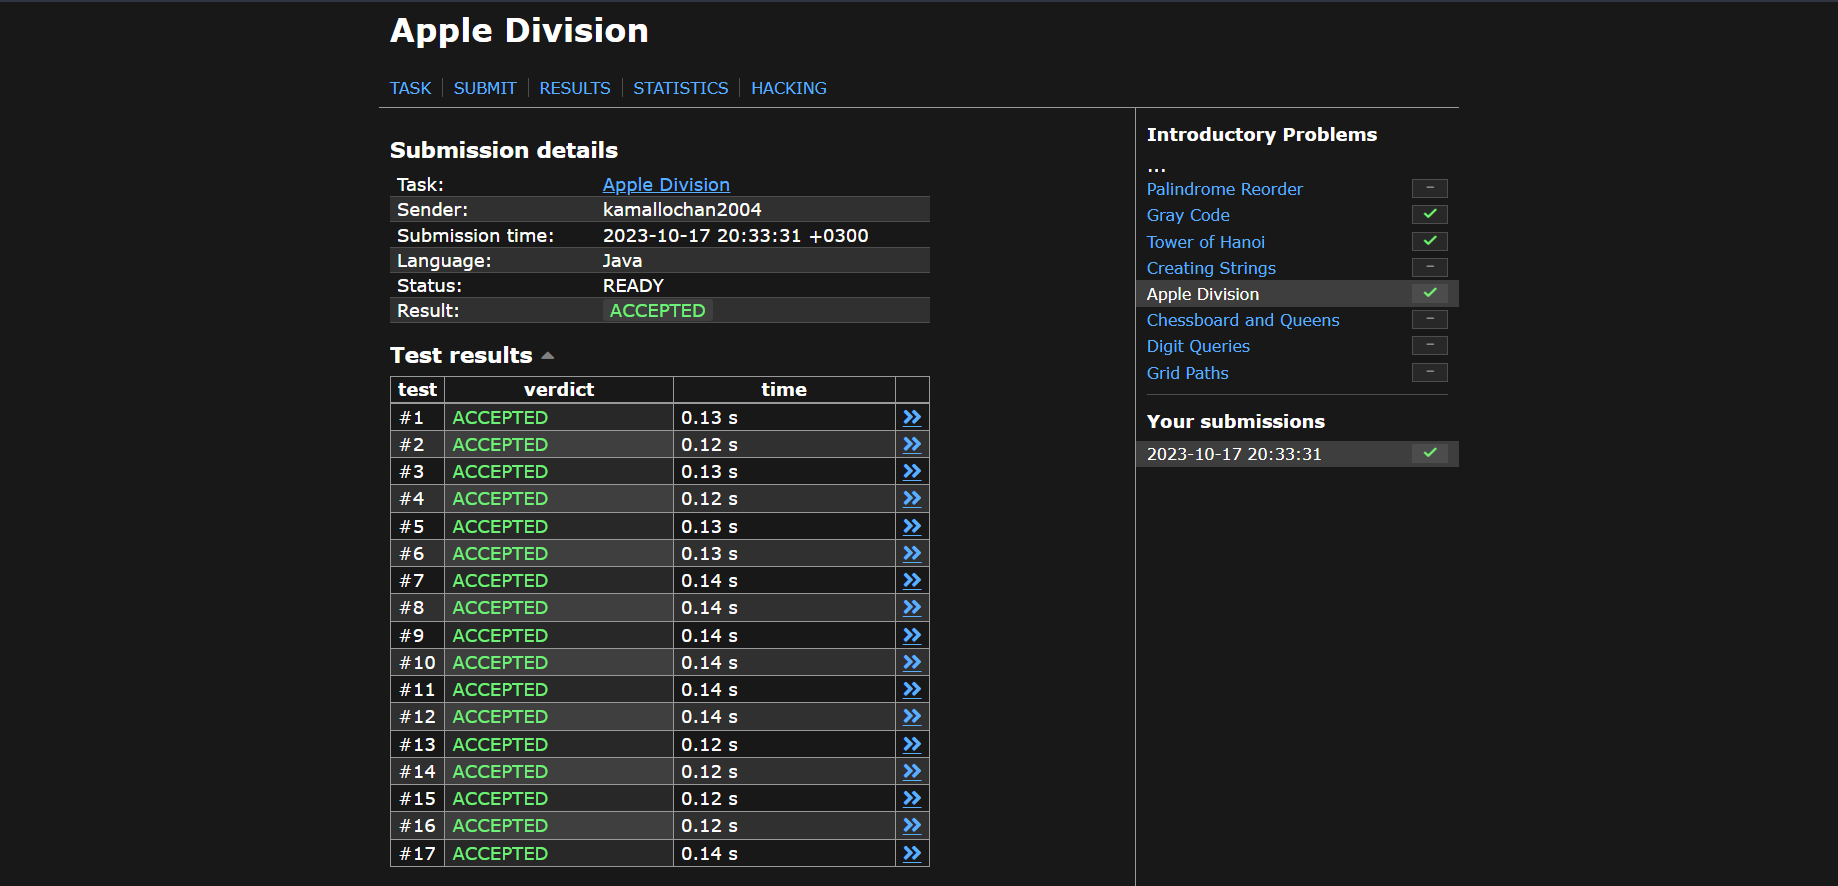 Apple Division
TASK SUBMIT RESULTS STATISTICS HACKING
Submission details
Task: Apple Division
Sender: kamallochan2004
Submission time: 2023-10-17 20:33:31 +0300
Language: Java
Status: READY
Result: ACCEPTED
Test results
test verdict time
#1 ACCEPTED 0.13 s
#2 ACCEPTED 0.12 s
#3 ACCEPTED 0.13 s
#4 ACCEPTED 0.12 s
#5 ACCEPTED 0.13 s
#6 ACCEPTED 0.13 s
#7 ACCEPTED 0.14 s
#8 ACCEPTED 0.14 s
#9 ACCEPTED 0.14 s
#10 ACCEPTED 0.14 s
#11 ACCEPTED 0.14 s
#12 ACCEPTED 0.14 s
#13 ACCEPTED 0.12 s
#14 ACCEPTED 0.12 s
#15 ACCEPTED 0.12 s
#16 ACCEPTED 0.12 s
#17 ACCEPTED 0.14 s
Introductory Problems
...
Palindrome Reorder –
Gray Code
Tower of Hanoi
Creating Strings –
Apple Division
Chessboard and Queens –
Digit Queries –
Grid Paths –
Your submissions
2023-10-17 20:33:31